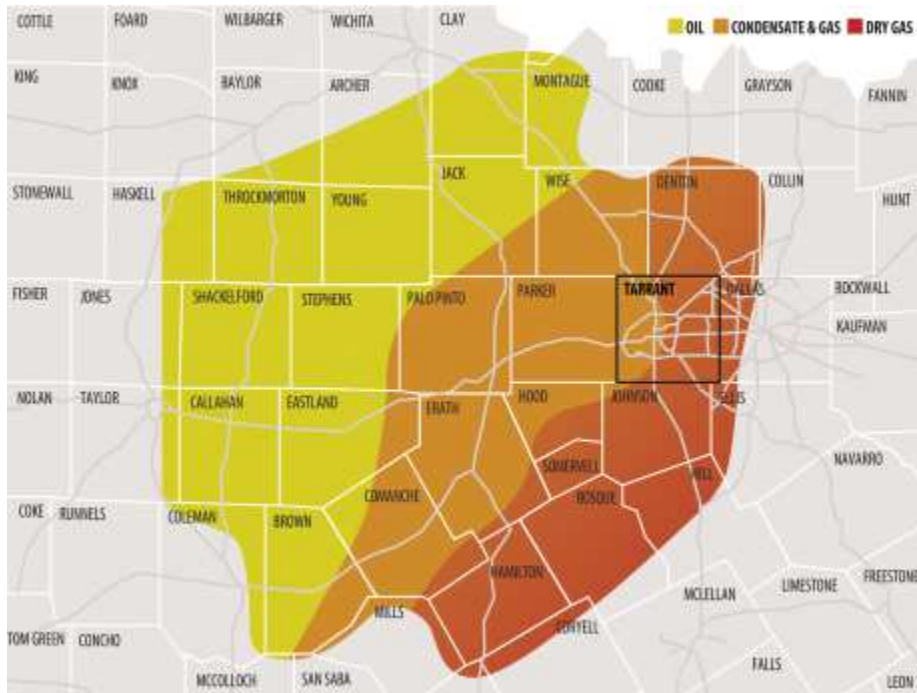 COTTLE FOARD WILBARGER WICHITA CLAY
OIL CONDENSATE & GAS DRY GAS
KING KNOX BAYLOR ARCHER MONTAGUE COOKE GRAYSON FANNIN
STONEWALL HASKELL THROCKMORTON YOUNG JACK WISE DENTON COLLIN HUNT
FISHER JONES SHACKELFORD STEPHENS PALO PINTO PARKER TARRANT DALLAS ROCKWALL
KAUFMAN
NOLAN TAYLOR CALLAHAN EASTLAND ERATH HOOD JOHNSON ELLIS
NAVARRO
SOMERVELL
COMANCHE BOSQUE HILL
COKE RUNNELS COLEMAN BROWN
HAMILTON MCLELLAN LIMESTONE FREESTONE
MILLS
TOM GREEN CONCHO CORYELL
FALLS
MCCOLLOCH SAN SABA LEON